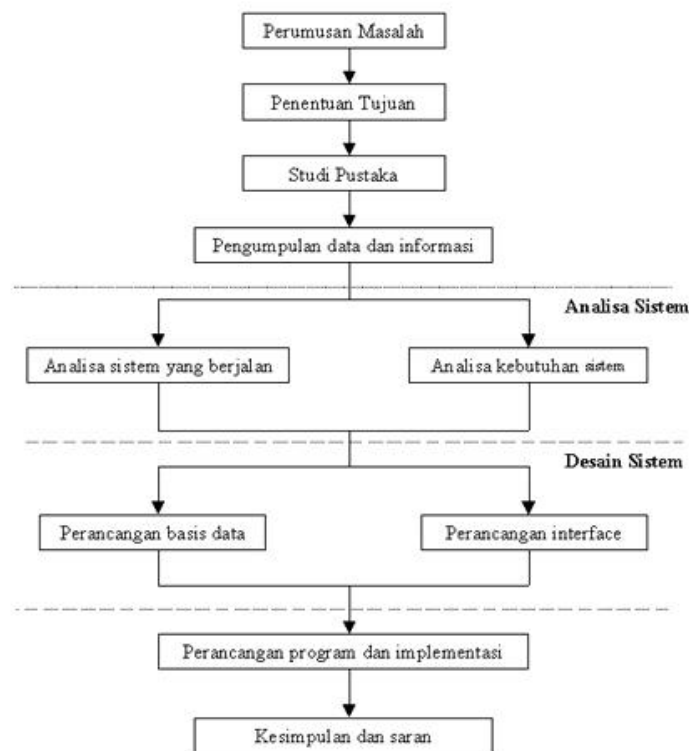 Perumusan Masalah
Penentuan Tujuan
Studi Pustaka
Pengumpulan data dan informasi
Analisa Sistem
Analisa sistem yang berjalan
Analisa kebutuhan sistem
Desain Sistem
Perancangan basis data
Perancangan interface
Perancangan program dan implementasi
Kesimpulan dan saran